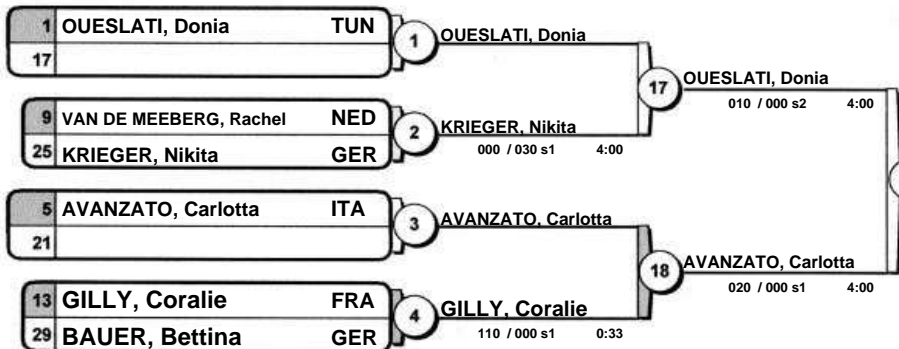 1 OUESLATI, Donia TUN
17
1
OUESLATI, Donia
9 VAN DE MEEBERG, Rachel NED
25 KRIEGER, Nikita GER
2
KRIEGER, Nikita
000 / 030 s1 4:00
17
OUESLATI, Donia
010 / 000 s2 4:00
5 AVANZATO, Carlotta ITA
21
3
AVANZATO, Carlotta
13 GILLY, Coralie FRA
29 BAUER, Bettina GER
4
GILLY, Coralie
110 / 000 s1 0:33
18
AVANZATO, Carlotta
020 / 000 s1 4:00